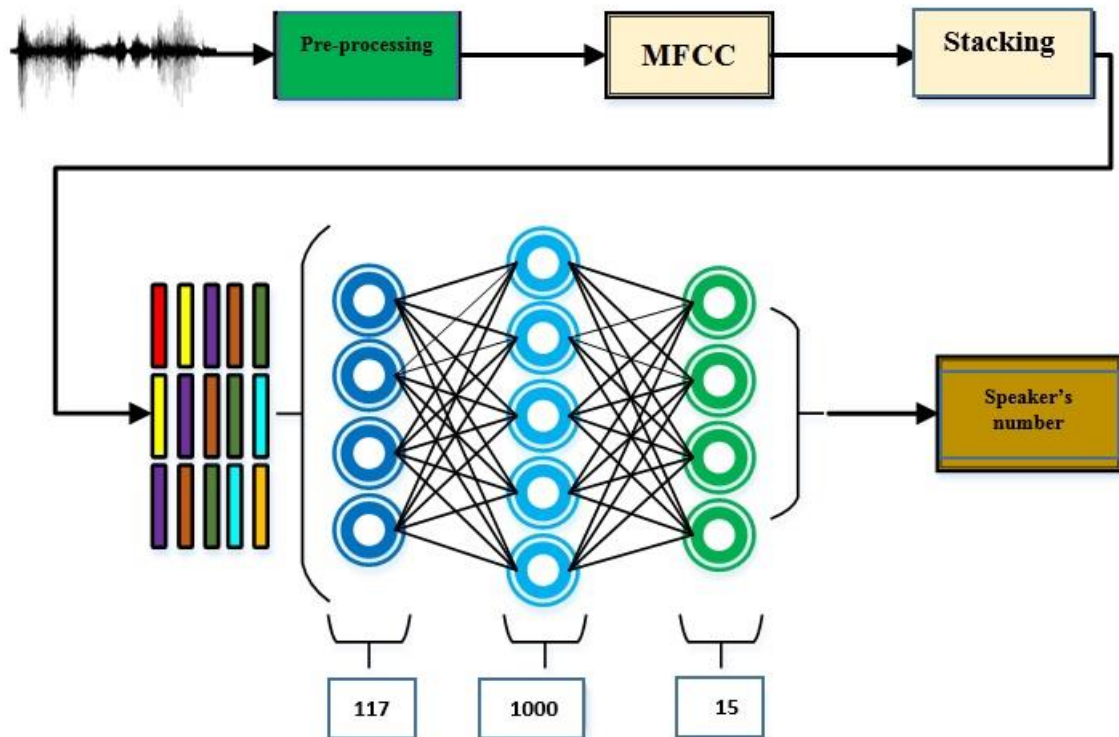 Pre-processing
MFCC
Stacking
Speaker’s
number
117
1000
15